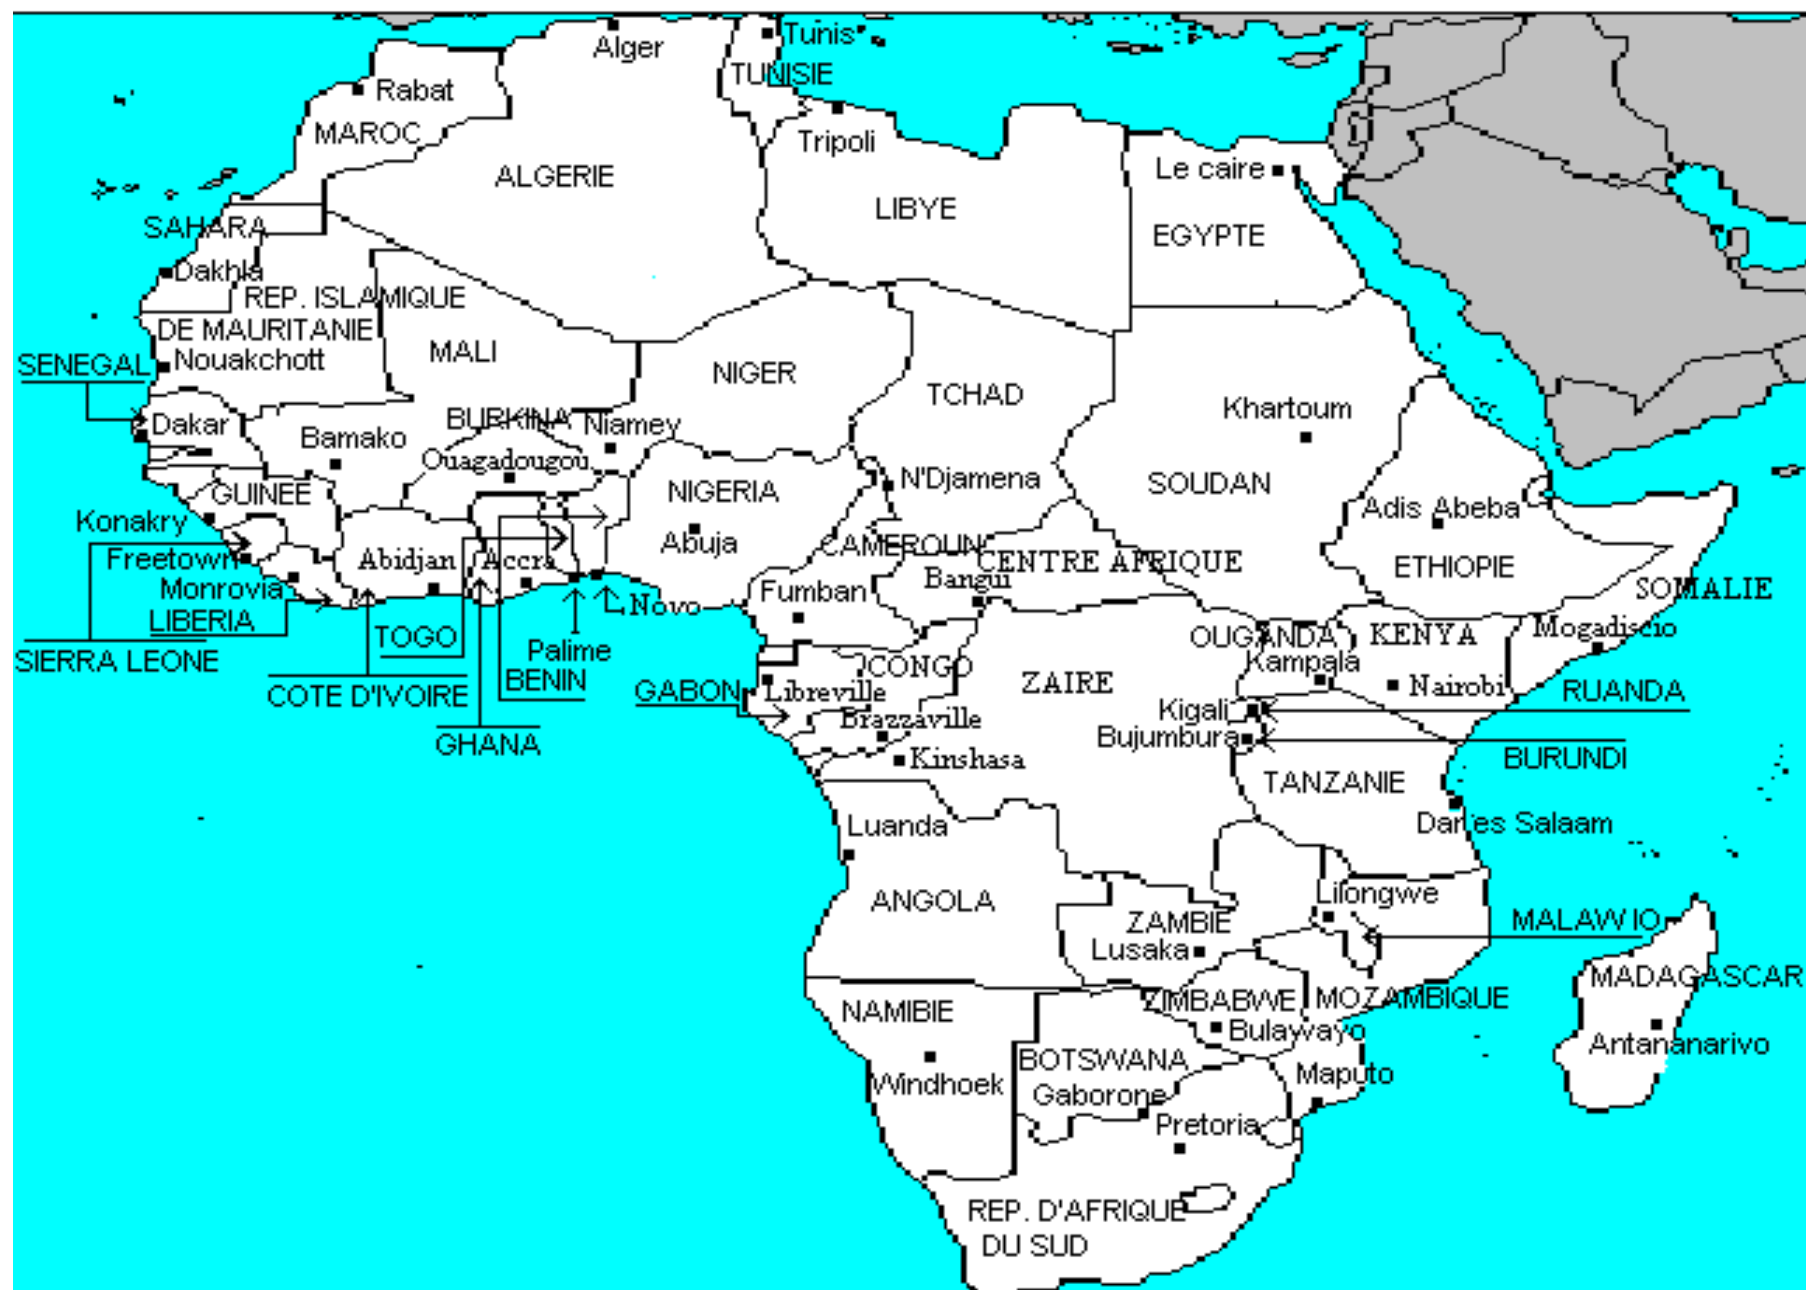 Alger
Tunis
TUNISIE
Rabat
MAROC
Tripoli
ALGERIE
LIBYE
Le caire
EGYPTE
SAHARA
Dakhla
REP. ISLAMIQUE
DE MAURITANIE
Nouakchott
MALI
NIGER
TCHAD
Khartoum
SOUDAN
SENEGAL
Dakar
Bamako
BURKINA
Niamey
Ouagadougou
GUINEE
NIGERIA
Abuja
N'Djamena
Adis Abeba
ETHIOPIE
SOMALIE
Mogadiscio
Konakry
Freetown
Monrovia
LIBERIA
SIERRA LEONE
Abidjan
Accra
TOGO
COTE D'IVOIRE
GHANA
BENIN
Palime
Novo
CAMEROUN
Fumban
CENTRE AFRIQUE
Bangui
GABON
Libreville
CONGO
Brazzaville
Kinshasa
ZAIRE
OUGANDA
Kampala
KENYA
Nairobi
Kigali
RUANDA
Bujumbura
BURUNDI
TANZANIE
Dar es Salaam
Luanda
ANGOLA
ZAMBIE
Lusaka
Lilongwe
MALAWIO
MADAGASCAR
Antananarivo
NAMIBIE
Windhoek
ZIMBABWE
Bulawayo
MOZAMBIQUE
BOTSWANA
Gaborone
Maputo
Pretoria
REP. D'AFRIQUE
DU SUD